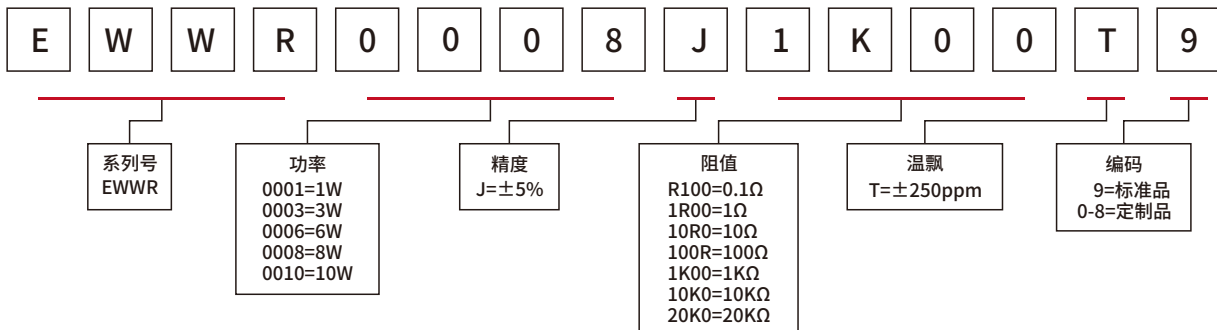 E W W R 0 0 0 8 J 1 K 0 0 T 9
系列号
EWWR
功率
0001=1W
0003=3W
0006=6W
0008=8W
0010=10W
精度
J=±5%
阻值
R100=0.1Ω
1R00=1Ω
10R0=10Ω
100R=100Ω
1K00=1KΩ
10K0=10KΩ
20K0=20KΩ
温飘
T=±250ppm
编码
9=标准品
0-8=定制品